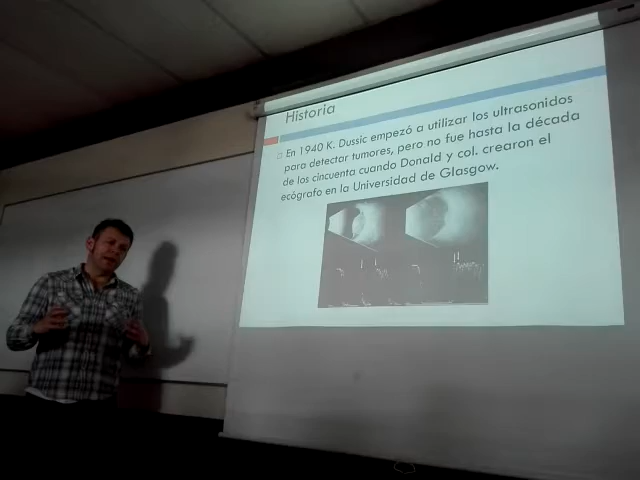 Historia
En 1940 K. Dussic empezó a utilizar los ultrasonidos
para detectar tumores, pero no fue hasta la década
de los cincuenta cuando Donald y col. crearon el
ecógrafo en la Universidad de Glasgow.